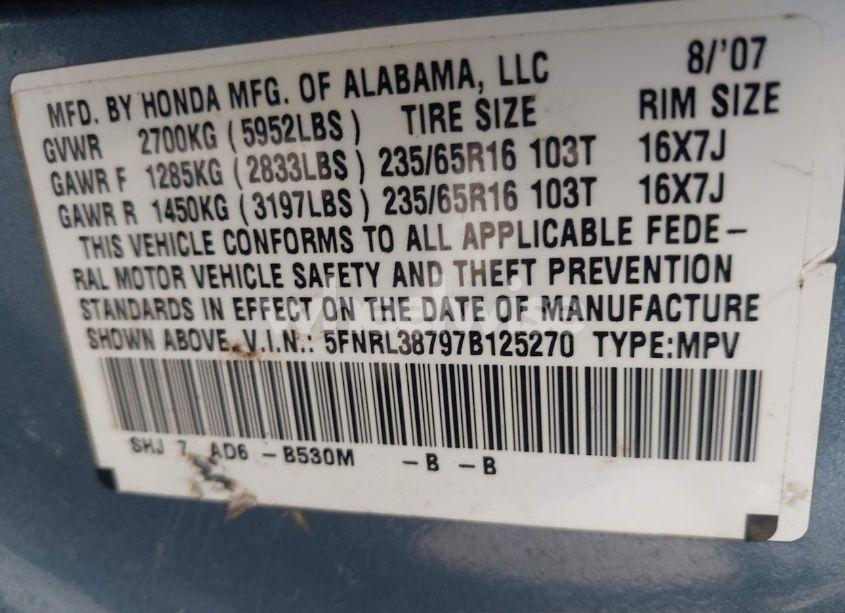 MFD. BY HONDA MFG. OF ALABAMA, LLC 8/'07
GVWR 2700KG (5952LBS) TIRE SIZE RIM SIZE
GAWR F 1285KG (2833LBS) 235/65R16 103T 16X7J
GAWR R 1450KG (3197LBS) 235/65R16 103T 16X7J
THIS VEHICLE CONFORMS TO ALL APPLICABLE FEDE-
RAL MOTOR VEHICLE SAFETY AND THEFT PREVENTION
STANDARDS IN EFFECT ON THE DATE OF MANUFACTURE
SHOWN ABOVE. V.I.N.: 5FNRL38797B125270 TYPE:MPV
SHJ 7 AD6 -B530M -B -B